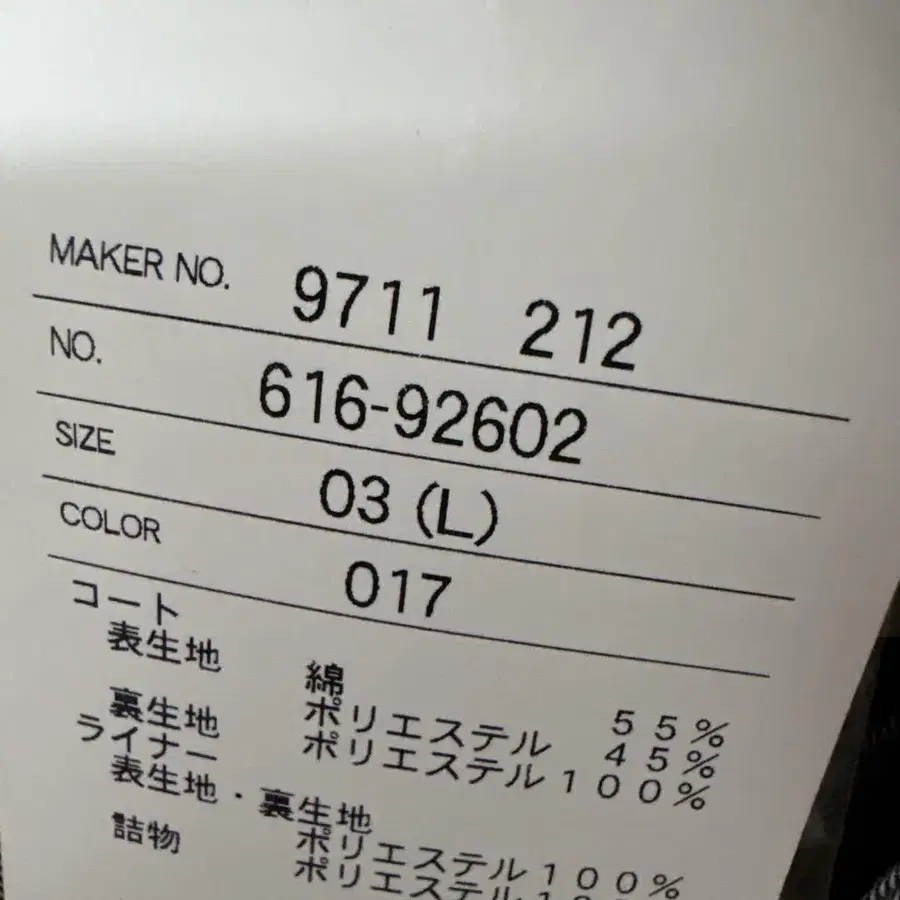 MAKER NO. 9711 212
NO. 616-92602
SIZE 03 (L)
COLOR 017
コート
表生地 綿 55%
ポリエステル 45%
裏生地 ポリエステル100%
ライナー
表生地・裏生地
ポリエステル100%
詰物 ポリエステル